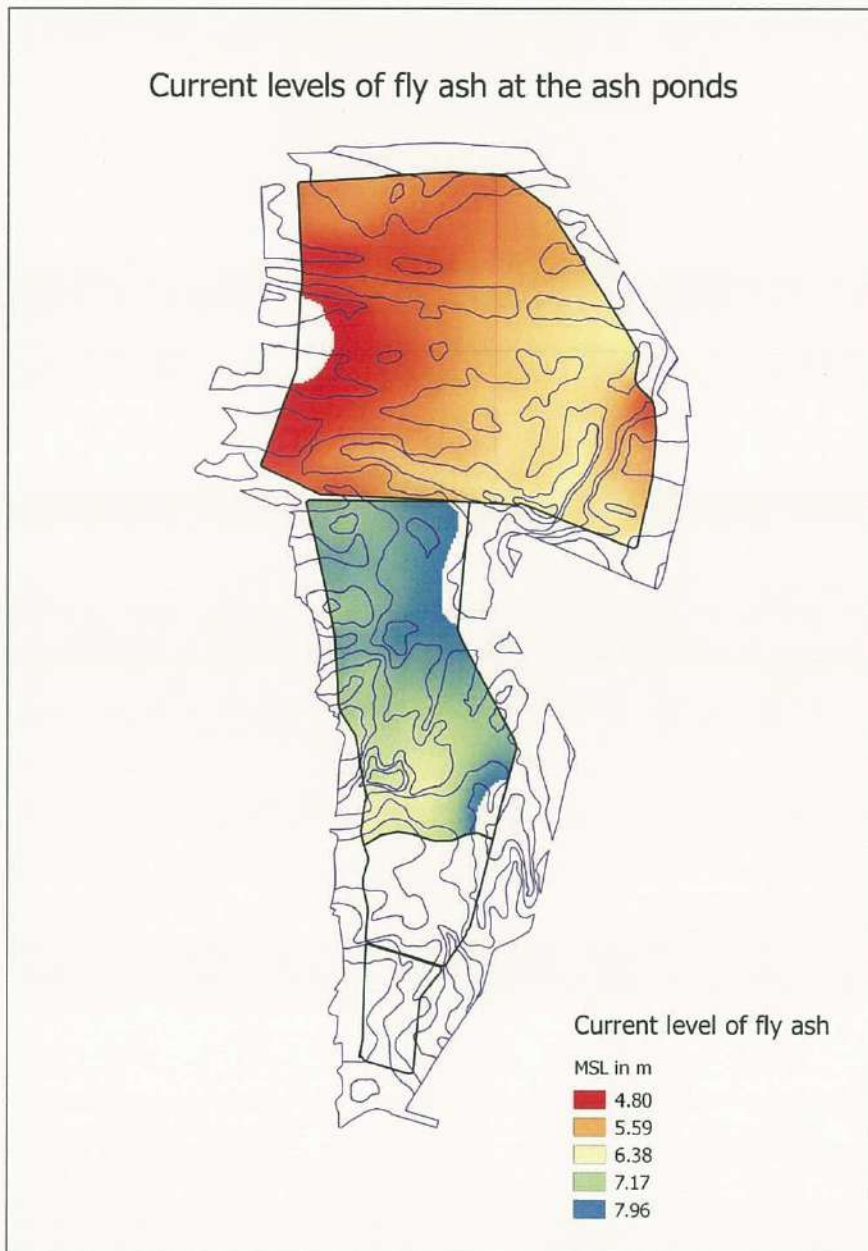 Current levels of fly ash at the ash ponds
Current level of fly ash
MSL in m
4.80
5.59
6.38
7.17
7.96